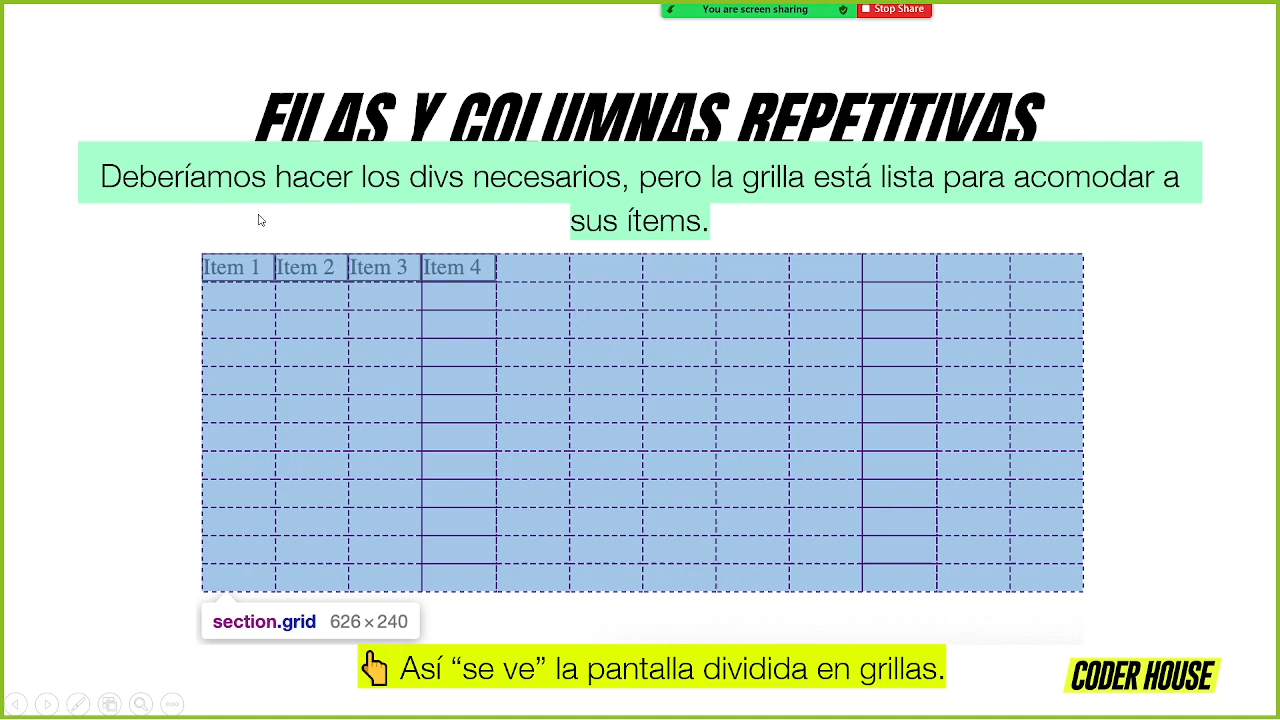 You are screen sharing
Stop Share
FILAS Y COLUMNAS REPETITIVAS
Deberíamos hacer los divs necesarios, pero la grilla está lista para acomodar a
sus ítems.
Item 1 Item 2 Item 3 Item 4
section.grid 626×240
Así “se ve” la pantalla dividida en grillas.
CODER HOUSE